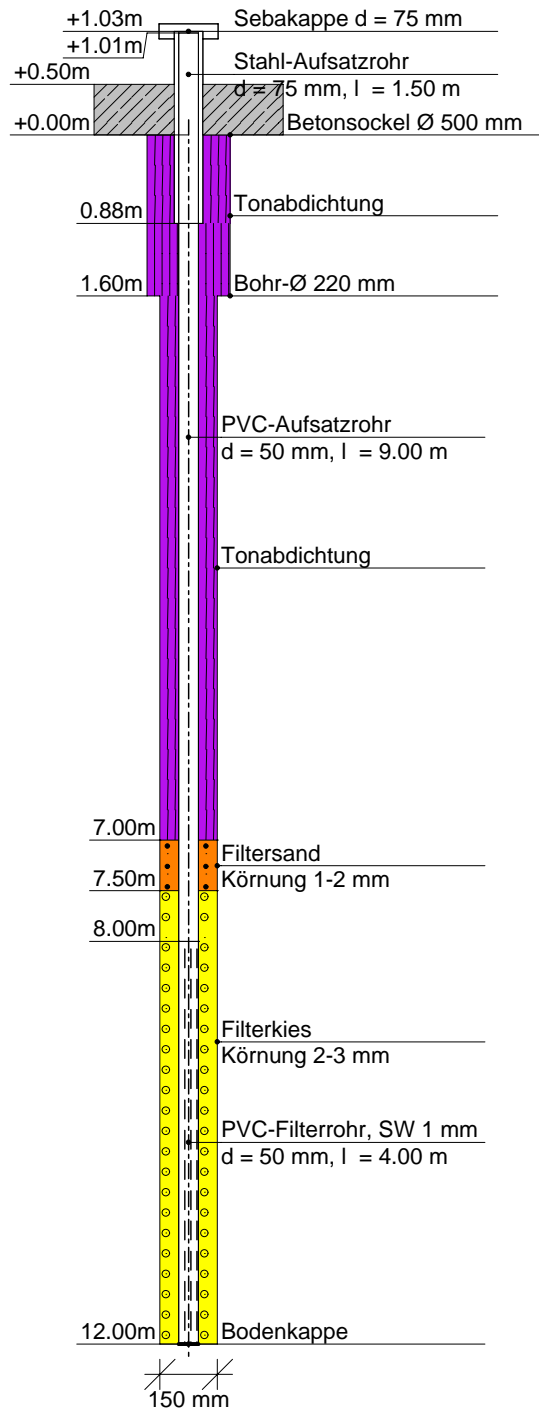 +1.03m
Sebakappe d = 75 mm
+1.01m
Stahl-Aufsatzrohr
+0.50m
d = 75 mm, l = 1.50 m
+0.00m
Betonsockel Ø 500 mm
0.88m
Tonabdichtung
1.60m
Bohr-Ø 220 mm
PVC-Aufsatzrohr
d = 50 mm, l = 9.00 m
Tonabdichtung
7.00m
Filtersand
7.50m
Körnung 1-2 mm
8.00m
Filterkies
Körnung 2-3 mm
PVC-Filterrohr, SW 1 mm
d = 50 mm, l = 4.00 m
12.00m
Bodenkappe
150 mm